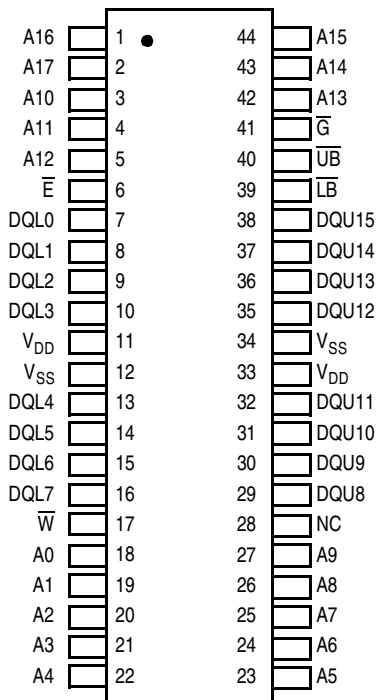 A16 1 44 A15
A17 2 43 A14
A10 3 42 A13
A11 4 41 G̅
A12 5 40 U̅B̅
E̅ 6 39 L̅B̅
DQL0 7 38 DQU15
DQL1 8 37 DQU14
DQL2 9 36 DQU13
DQL3 10 35 DQU12
VDD 11 34 VSS
VSS 12 33 VDD
DQL4 13 32 DQU11
DQL5 14 31 DQU10
DQL6 15 30 DQU9
DQL7 16 29 DQU8
W̅ 17 28 NC
A0 18 27 A9
A1 19 26 A8
A2 20 25 A7
A3 21 24 A6
A4 22 23 A5